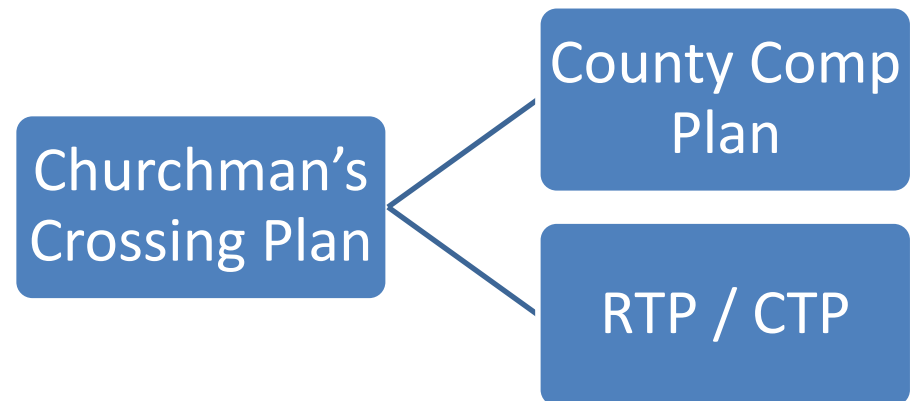 Churchman’s
Crossing Plan
County Comp
Plan
RTP / CTP